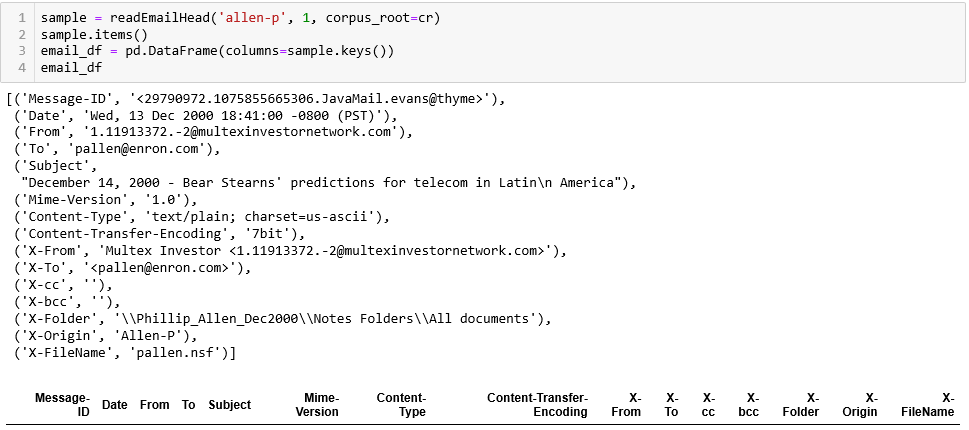 1 sample = readEmailHead('allen-p', 1, corpus_root=cr)
2 sample.items()
3 email_df = pd.DataFrame(columns=sample.keys())
4 email_df
[('Message-ID', '<29790972.1075855665306.JavaMail.evans@thyme>'),
('Date', 'Wed, 13 Dec 2000 18:41:00 -0800 (PST)'),
('From', '1.11913372.-2@multexinvestornetwork.com'),
('To', 'pallen@enron.com'),
('Subject',
"December 14, 2000 - Bear Stearns' predictions for telecom in Latin\n America"),
('Mime-Version', '1.0'),
('Content-Type', 'text/plain; charset=us-ascii'),
('Content-Transfer-Encoding', '7bit'),
('X-From', 'Multex Investor <1.11913372.-2@multexinvestornetwork.com>'),
('X-To', '<pallen@enron.com>'),
('X-cc', ''),
('X-bcc', ''),
('X-Folder', '\\Phillip_Allen_Dec2000\\Notes Folders\\All documents'),
('X-Origin', 'Allen-P'),
('X-FileName', 'pallen.nsf')]
Message- Mime- Content- Content-Transfer- X- X- X- X- X- X- X-
ID Date From To Subject Version Type Encoding From To cc bcc Folder Origin FileName